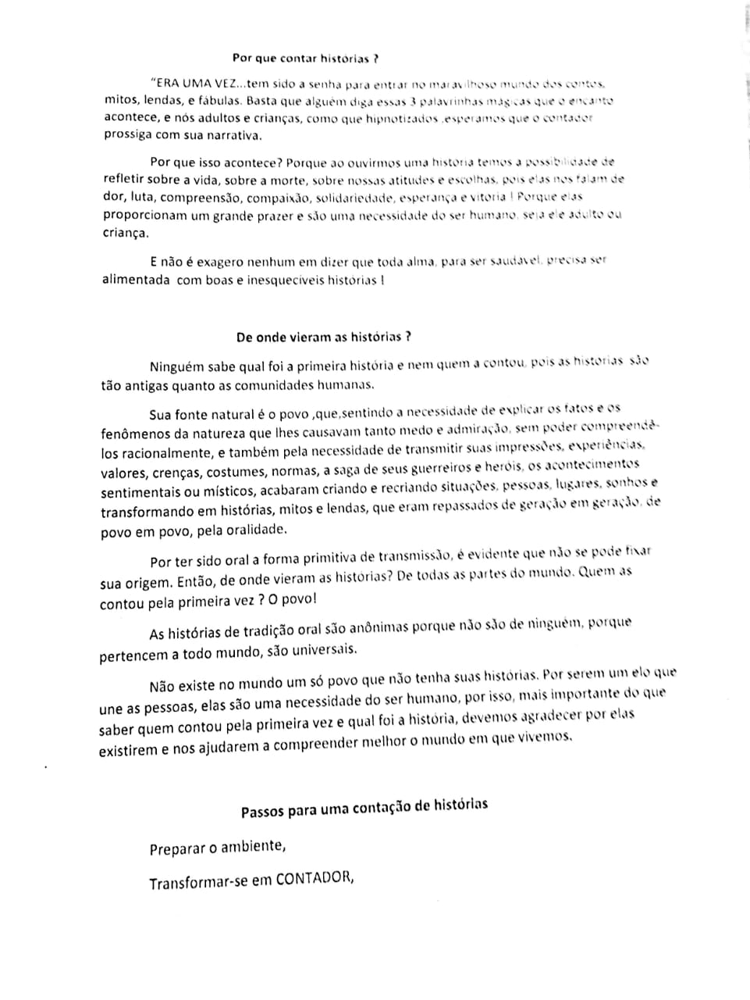 Por que contar histórias ?
“ERA UMA VEZ...tem sido a senha para entrar no maravilhoso mundo dos contos,
mitos, lendas, e fábulas. Basta que alguém diga essas 3 palavrinhas mágicas que o encanto
acontece, e nós adultos e crianças, como que hipnotizados ,esperamos que o contador
prossiga com sua narrativa.
Por que isso acontece? Porque ao ouvirmos uma história temos a possibilidade de
refletir sobre a vida, sobre a morte, sobre nossas atitudes e escolhas, pois elas nos falam de
dor, luta, compreensão, compaixão, solidariedade, esperança e vitória ! Porque elas
proporcionam um grande prazer e são uma necessidade do ser humano, seja ele adulto ou
criança.
E não é exagero nenhum em dizer que toda alma, para ser saudável, precisa ser
alimentada com boas e inesquecíveis histórias !
De onde vieram as histórias ?
Ninguém sabe qual foi a primeira história e nem quem a contou, pois as histórias são
tão antigas quanto as comunidades humanas.
Sua fonte natural é o povo ,que,sentindo a necessidade de explicar os fatos e os
fenômenos da natureza que lhes causavam tanto medo e admiração, sem poder compreendê-
los racionalmente, e também pela necessidade de transmitir suas impressões, experiências,
valores, crenças, costumes, normas, a saga de seus guerreiros e heróis, os acontecimentos
sentimentais ou místicos, acabaram criando e recriando situações, pessoas, lugares, sonhos e
transformando em histórias, mitos e lendas, que eram repassados de geração em geração, de
povo em povo, pela oralidade.
Por ter sido oral a forma primitiva de transmissão, é evidente que não se pode fixar
sua origem. Então, de onde vieram as histórias? De todas as partes do mundo. Quem as
contou pela primeira vez ? O povo!
As histórias de tradição oral são anônimas porque não são de ninguém, porque
pertencem a todo mundo, são universais.
Não existe no mundo um só povo que não tenha suas histórias. Por serem um elo que
une as pessoas, elas são uma necessidade do ser humano, por isso, mais importante do que
saber quem contou pela primeira vez e qual foi a história, devemos agradecer por elas
existirem e nos ajudarem a compreender melhor o mundo em que vivemos.
Passos para uma contação de histórias
Preparar o ambiente,
Transformar-se em CONTADOR,